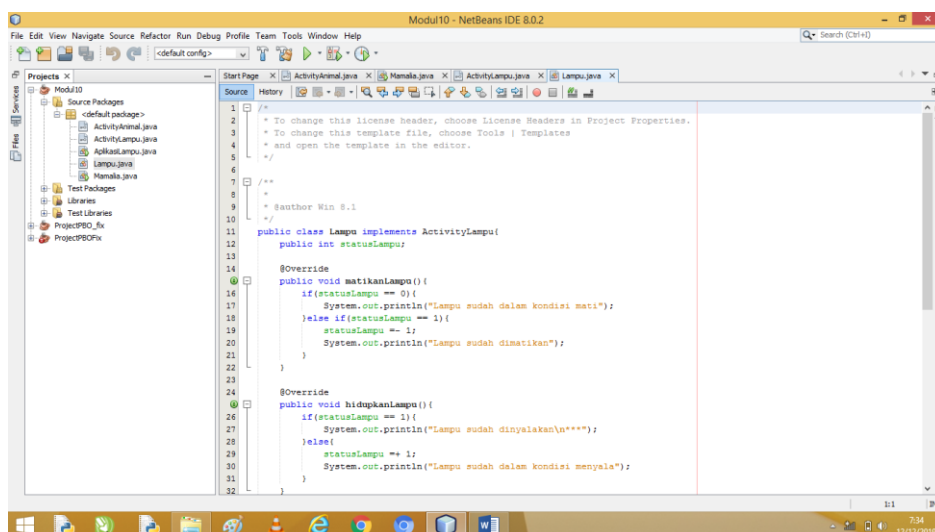 Modul10 - NetBeans IDE 8.0.2
File Edit View Navigate Source Refactor Run Debug Profile Team Tools Window Help
Search (Ctrl+I)
<default config>
Projects
Start Page ActivityAnimal.java Mamalia.java ActivityLampu.java Lampu.java
Services
Files
Modul10
Source Packages
<default package>
ActivityAnimal.java
ActivityLampu.java
AplikasiLampu.java
Lampu.java
Mamalia.java
Test Packages
Libraries
Test Libraries
ProjectPBO_fix
ProjectPBOFix
Source History
1 /*
2 * To change this license header, choose License Headers in Project Properties.
3 * To change this template file, choose Tools | Templates
4 * and open the template in the editor.
5 */
6
7 /**
8 *
9 * @author Win 8.1
10 */
11 public class Lampu implements ActivityLampu{
12 public int statusLampu;
13
14 @Override
public void matikanLampu(){
16 if(statusLampu == 0){
17 System.out.println("Lampu sudah dalam kondisi mati");
18 }else if(statusLampu == 1){
19 statusLampu =- 1;
20 System.out.println("Lampu sudah dimatikan");
21 }
22 }
23
24 @Override
public void hidupkanLampu(){
26 if(statusLampu == 1){
27 System.out.println("Lampu sudah dinyalakan\n***");
28 }else{
29 statusLampu =+ 1;
30 System.out.println("Lampu sudah dalam kondisi menyala");
31 }
32 }
1:1
7:34